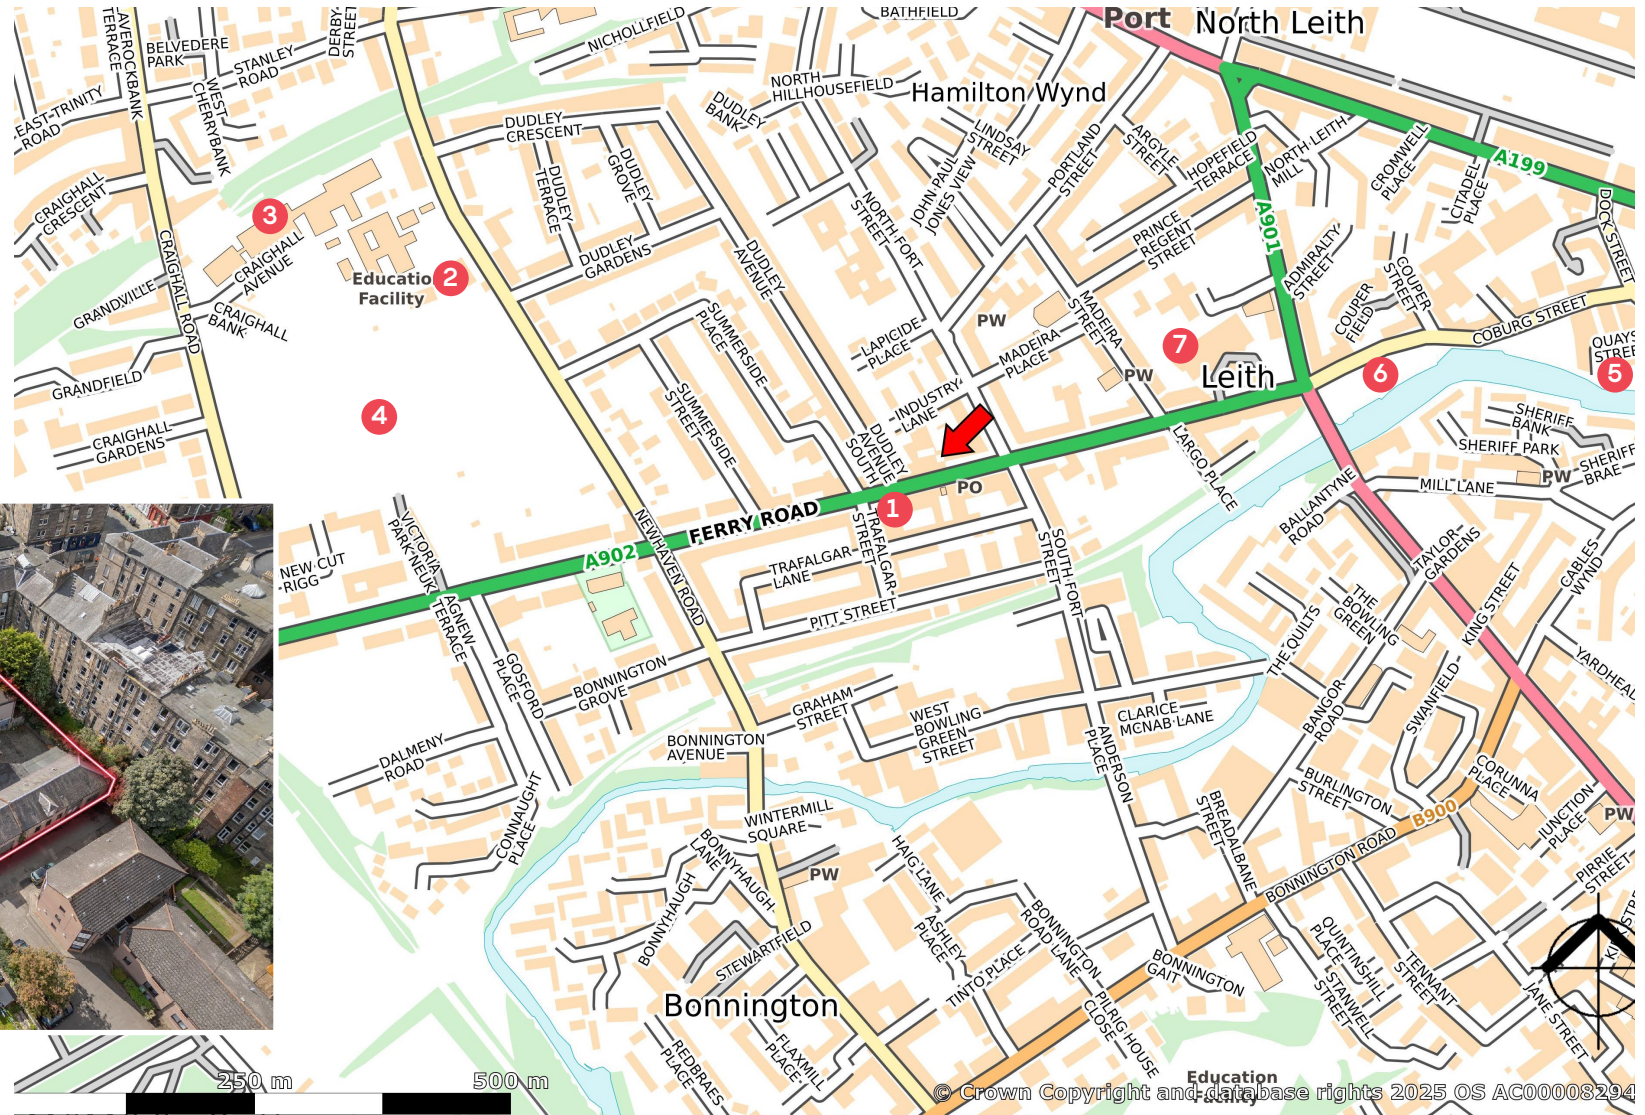 Port
North Leith
BATHFIELD
NICHOLLFIELD
DERBY
STREET
LAVEROCKBANK
TERRACE
BELVEDERE
PARK
STANLEY
ROAD
WEST
CHERRYBANK
EAST-TRINITY
ROAD
NORTH
HILLHOUSEFIELD
Hamilton Wynd
DUDLEY
BANK
DUDLEY
CRESCENT
DUDLEY
GROVE
DUDLEY
TERRACE
LINDSAY
STREET
PORTLAND
STREET
ARGYLE
STREET
HOPEFIELD
TERRACE
NORTH LEITH
MILL
CROMWELL
PLACE
CITADEL
PLACE
A199
DOCK STREET
JOHN PAUL
JONES VIEW
NORTH FORT
STREET
PRINCE
REGENT
STREET
A901
ADMIRALTY
STREET
COUPER
STREET
COUPER
FIELD
COBURG STREET
QUAYS
CRAIGHALL
CRESCENT
3
CRAIGHALL
AVENUE
Educatio
Facility
2
DUDLEY
GARDENS
DUDLEY
AVENUE
GRANDVILLE
CRAIGHALL ROAD
CRAIGHALL
BANK
SUMMERSIDE
PLACE
SUMMERSIDE
STREET
LAPICIDE
PLACE
PW
MADEIRA
STREET
MADEIRA
PLACE
PW
7
Leith
6
5
GRANDFIELD
4
CRAIGHALL
GARDENS
INDUSTRY
LANE
DUDLEY
AVENUE
SOUTH
LARGO PLACE
SHERIFF
BANK
SHERIFF PARK
SHERIFF
BRAE
PW
MILL LANE
PO
1
FERRY ROAD
A902
BALLANTYNE
ROAD
TAYLOR
GARDENS
CABLES
WYND
NEW CUT
RIGG
VICTORIA
PARK NEUK
NEWHAVEN ROAD
TRAFALGAR
LANE
TRAFALGAR
STREET
SOUTH FORT
STREET
PITT STREET
THE
BOWLING
GREEN
KING STREET
AGNEW
TERRACE
GOSFORD
PLACE
BONNINGTON
GROVE
THE QUILTS
GRAHAM
STREET
WEST
BOWLING
GREEN
STREET
CLARICE
MCNAB LANE
BANGOR
ROAD
SWANFIELD
DALMENY
ROAD
BONNINGTON
AVENUE
ANDERSON
PLACE
BURLINGTON
STREET
CORUNNA
PLACE
B900
JUNCTION
PLACE
PW
PIRRIE
STREET
CONNAUGHT
PLACE
WINTERMILL
SQUARE
BONNYHAUGH
LANE
PW
HAIG LANE
BREADALBANE
STREET
BONNINGTON ROAD
BONNYHAUGH
STEWARTFIELD
ASHLEY
PLACE
BONNINGTON
ROAD LANE
TINTO PLACE
BONNINGTON
GAIT
QUINTINSHILL
PLACE
STANWELL
STREET
TENNANT
STREET
JANE STREET
Bonnington
REDBRAES
PLACE
FLAXMILL
PLACE
PILRIG HOUSE
CLOSE
Education
Facility
250 m
500 m
© Crown Copyright and database rights 2025 OS AC00008294